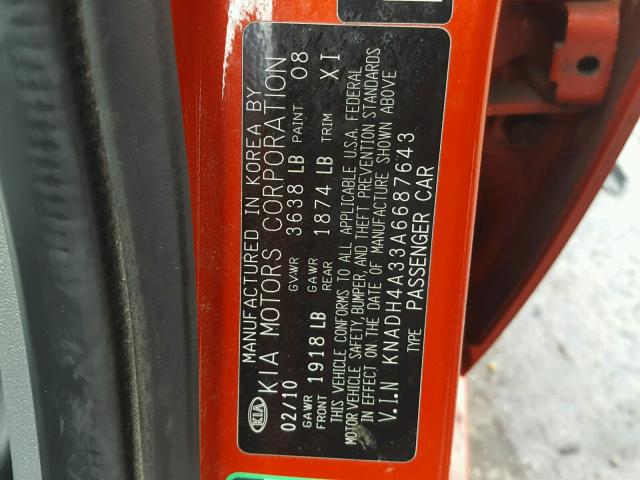 KIA
MANUFACTURED IN KOREA BY
KIA MOTORS CORPORATION
02/10 GVWR 3638 LB PAINT 08
GAWR FRONT 1918 LB GAWR REAR 1874 LB TRIM XI
THIS VEHICLE CONFORMS TO ALL APPLICABLE U.S.A. FEDERAL
MOTOR VEHICLE SAFETY, BUMPER, AND THEFT PREVENTION STANDARDS
IN EFFECT ON THE DATE OF MANUFACTURE SHOWN ABOVE
V.I.N KNADH4A33A6687643
TYPE PASSENGER CAR